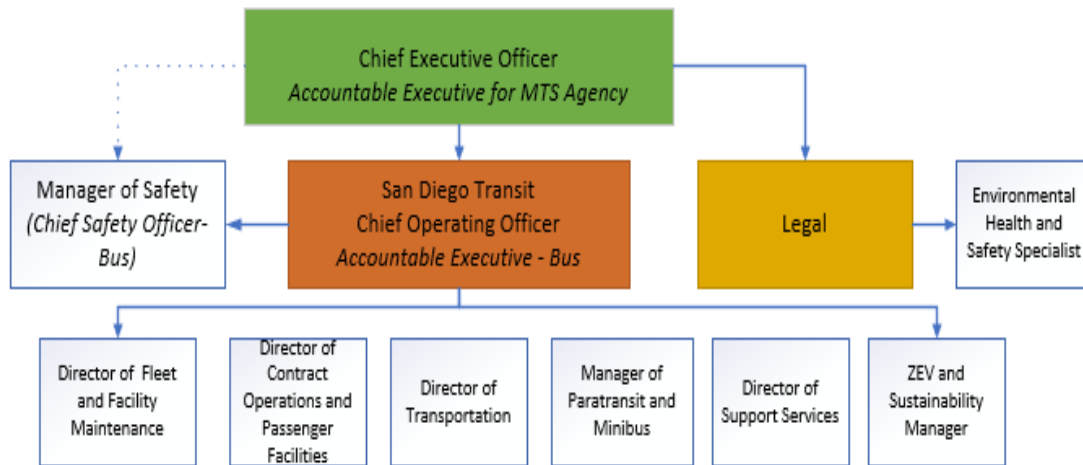 Chief Executive Officer
Accountable Executive for MTS Agency
Manager of Safety
(Chief Safety Officer-
Bus)
San Diego Transit
Chief Operating Officer
Accountable Executive - Bus
Legal
Environmental
Health and
Safety Specialist
Director of Fleet
and Facility
Maintenance
Director of
Contract
Operations and
Passenger
Facilities
Director of
Transportation
Manager of
Paratransit and
Minibus
Director of
Support Services
ZEV and
Sustainability
Manager